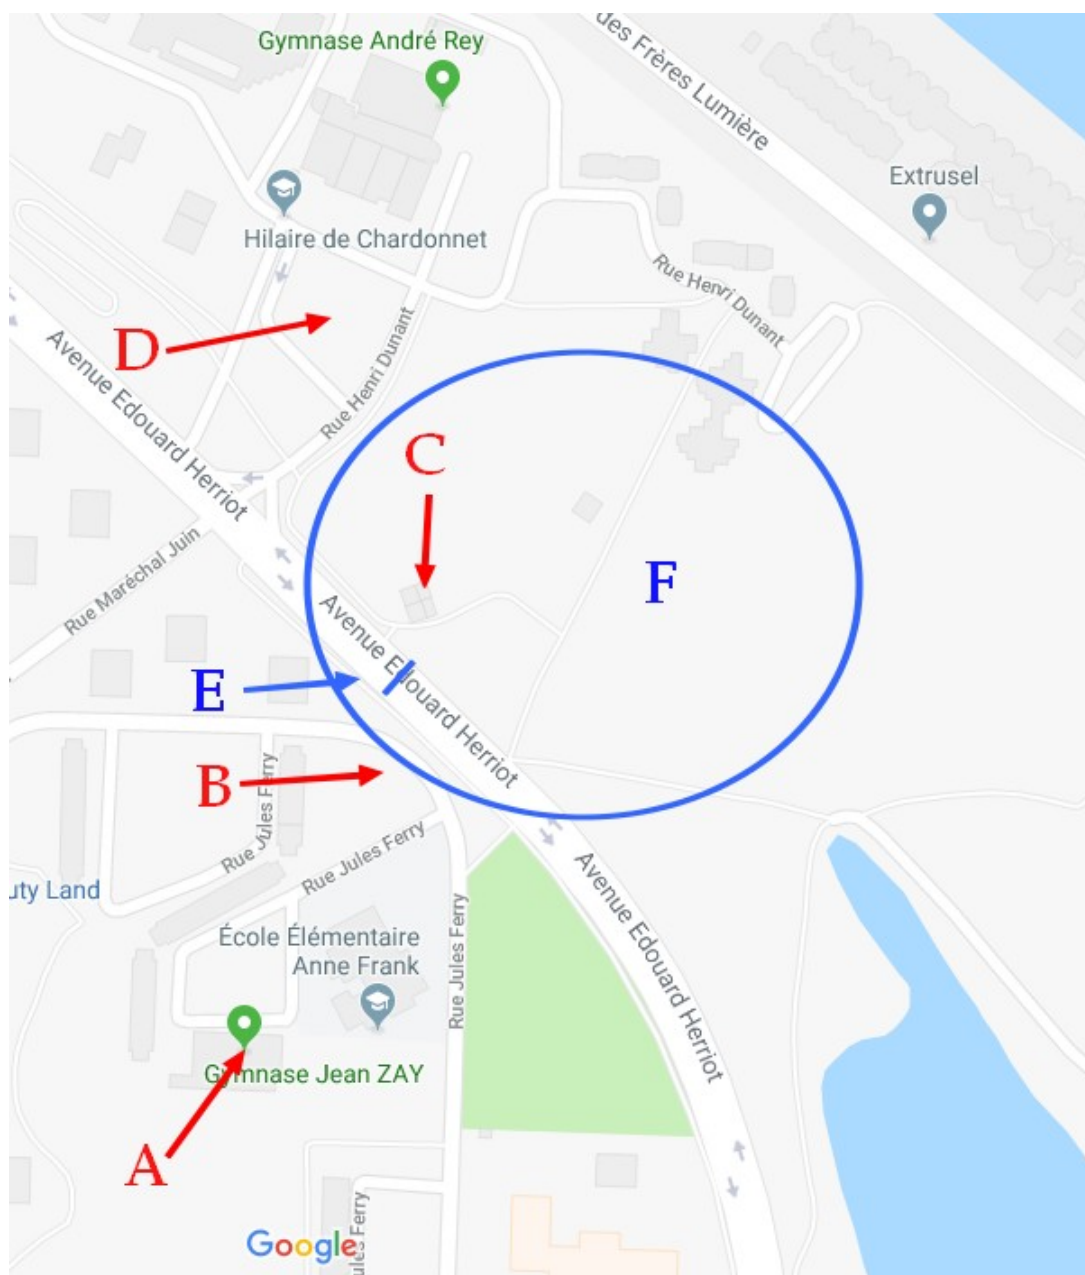 Gymnase André Rey
des Frères Lumière
Extrusel
Hilaire de Chardonnet
Rue Henri Dunant
D
Avenue Edouard Herriot
Rue Henri Dunant
C
Rue Maréchal Juin
F
Avenue Edouard Herriot
E
B
Rue Jules Ferry
Rue Jules Ferry
uty Land
Avenue Edouard Herriot
École Élémentaire
Anne Frank
Rue Jules Ferry
Gymnase Jean ZAY
A
Jules Ferry
Google